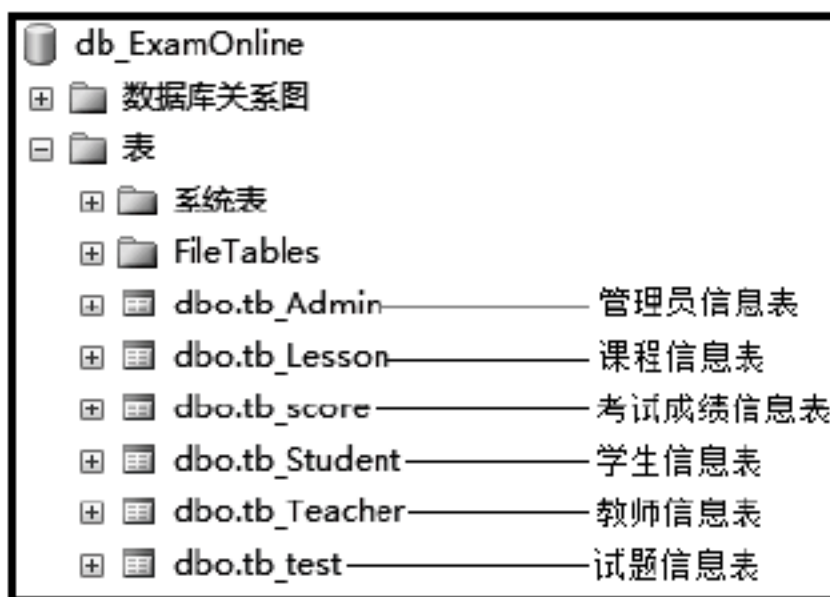 db_ExamOnline
数据库关系图
表
系统表
FileTables
dbo.tb_Admin 管理员信息表
dbo.tb_Lesson 课程信息表
dbo.tb_score 考试成绩信息表
dbo.tb_Student 学生信息表
dbo.tb_Teacher 教师信息表
dbo.tb_test 试题信息表